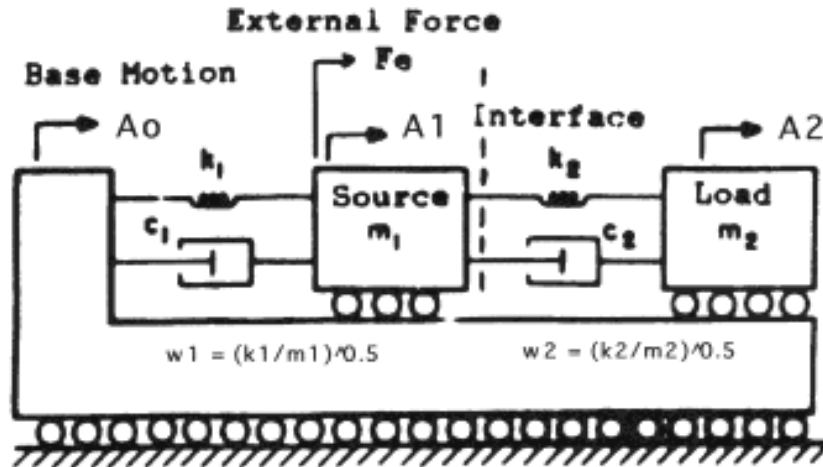 External Force
Fe
Base Motion
Ao
A1
Interface
A2
k₁
k₂
Source
m₁
Load
m₂
c₁
c₂
w1 = (k1/m1)^0.5
w2 = (k2/m2)^0.5